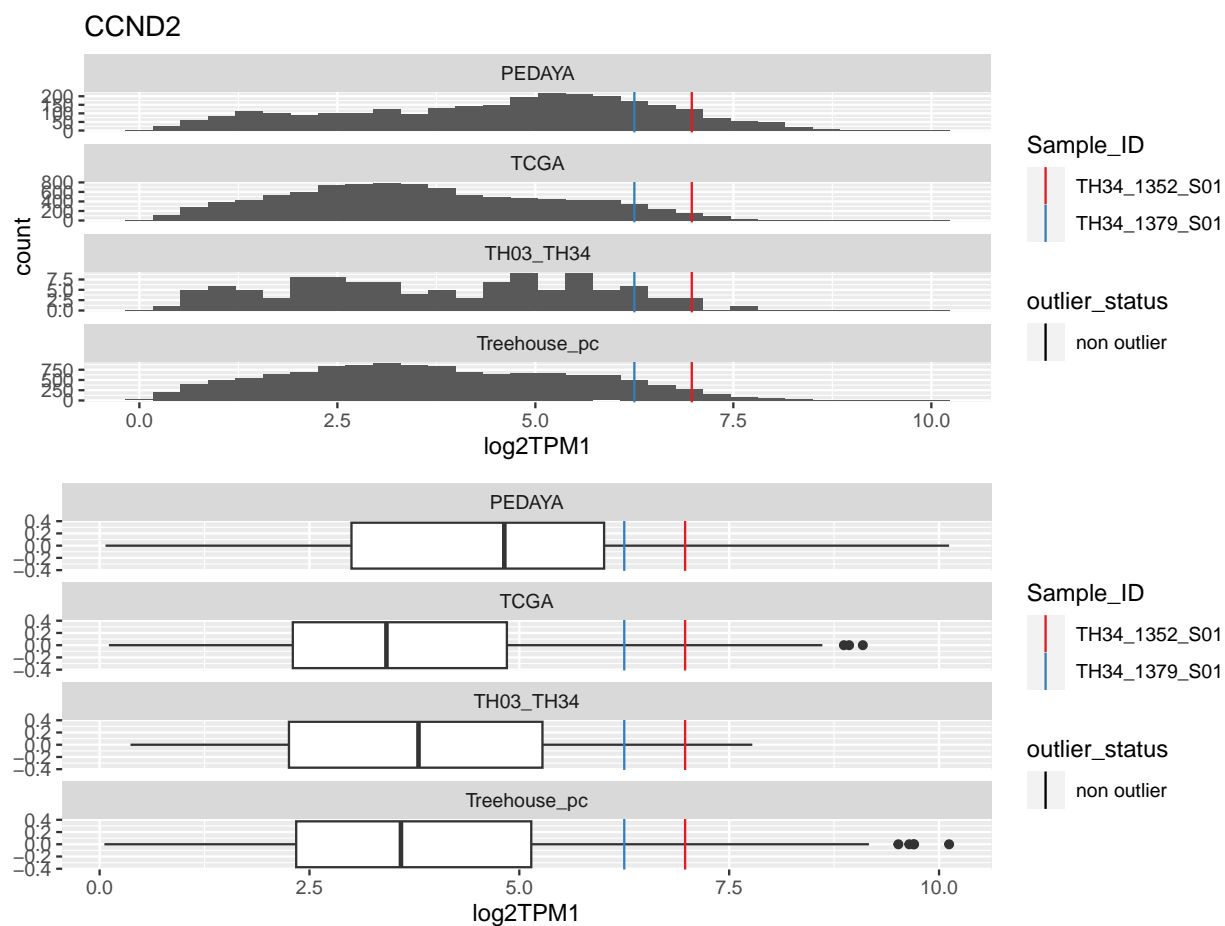 CCND2
PEDAYA
200
150
100
50
0
TCGA
800
600
400
200
0
TH03_TH34
7.5
5.0
2.5
0.0
Treehouse_pc
750
500
250
0
count
0.0 2.5 5.0 7.5 10.0
log2TPM1
Sample_ID
TH34_1352_S01
TH34_1379_S01
outlier_status
non outlier
PEDAYA
0.4
0.2
0.0
−0.2
−0.4
TCGA
0.4
0.2
0.0
−0.2
−0.4
TH03_TH34
0.4
0.2
0.0
−0.2
−0.4
Treehouse_pc
0.4
0.2
0.0
−0.2
−0.4
0.0 2.5 5.0 7.5 10.0
log2TPM1
Sample_ID
TH34_1352_S01
TH34_1379_S01
outlier_status
non outlier